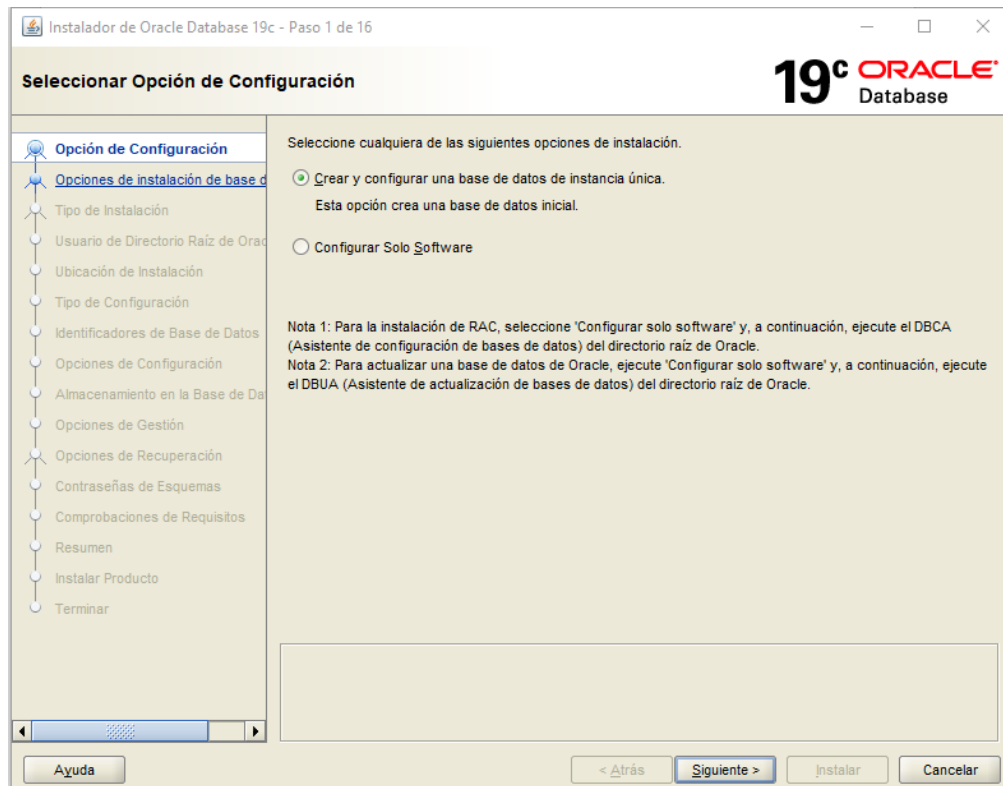 Instalador de Oracle Database 19c - Paso 1 de 16
Seleccionar Opción de Configuración
19c ORACLE
Database
Opción de Configuración
Opciones de instalación de base d
Tipo de Instalación
Usuario de Directorio Raíz de Orac
Ubicación de Instalación
Tipo de Configuración
Identificadores de Base de Datos
Opciones de Configuración
Almacenamiento en la Base de Da
Opciones de Gestión
Opciones de Recuperación
Contraseñas de Esquemas
Comprobaciones de Requisitos
Resumen
Instalar Producto
Terminar
Seleccione cualquiera de las siguientes opciones de instalación.
Crear y configurar una base de datos de instancia única.
Esta opción crea una base de datos inicial.
Configurar Solo Software
Nota 1: Para la instalación de RAC, seleccione 'Configurar solo software' y, a continuación, ejecute el DBCA
(Asistente de configuración de bases de datos) del directorio raíz de Oracle.
Nota 2: Para actualizar una base de datos de Oracle, ejecute 'Configurar solo software' y, a continuación, ejecute
el DBUA (Asistente de actualización de bases de datos) del directorio raíz de Oracle.
Ayuda
< Atrás
Siguiente >
Instalar
Cancelar